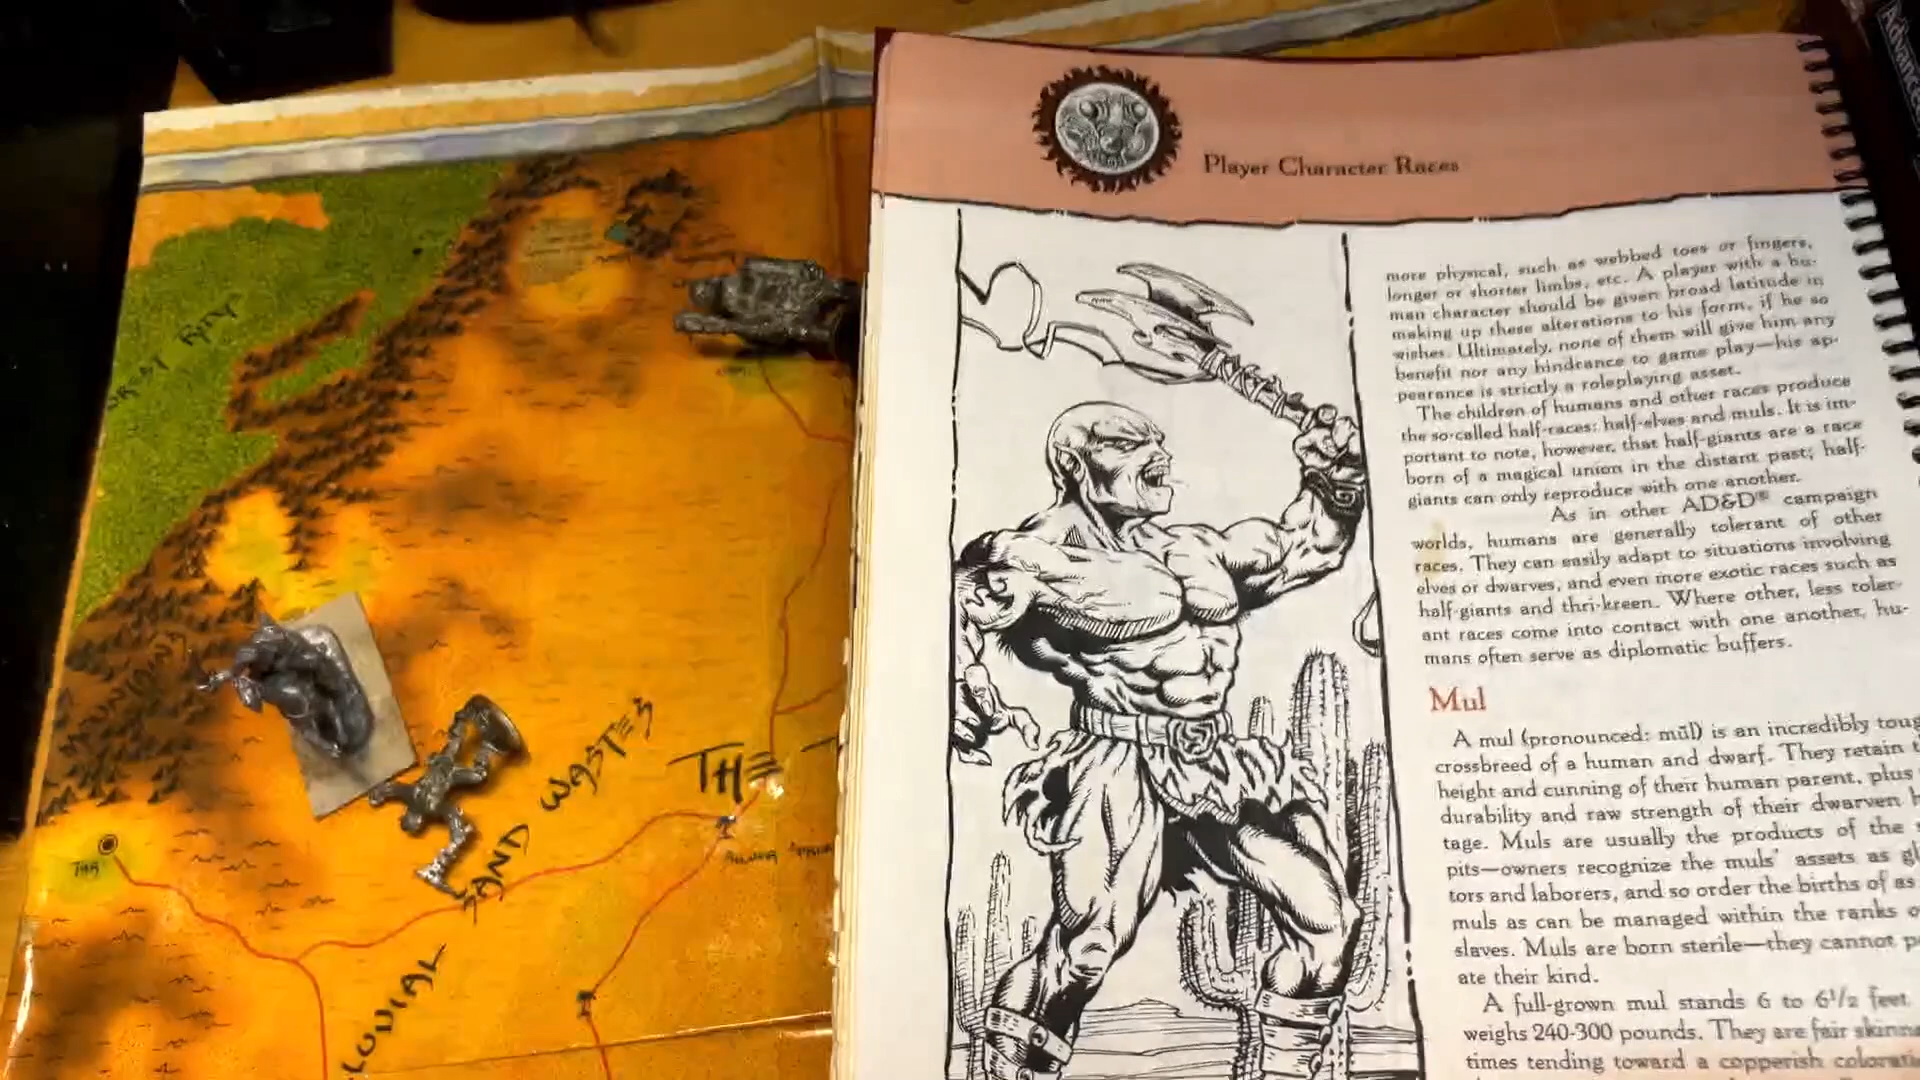 Advance
Player Character Races
more physical, such as webbed toes or fingers,
longer or shorter limbs, etc. A player with a hu-
man character should be given broad latitude in
making up these alterations to his form, if he so
wishes. Ultimately, none of them will give him any
benefit nor any hindrance to game play—his ap-
pearance is strictly a roleplaying asset.
The children of humans and other races produce
the so-called half-races: half-elves and muls. It is im-
portant to note, however, that half-giants are a race
born of a magical union in the distant past; half-
giants can only reproduce with one another.
As in other AD&D® campaign
worlds, humans are generally tolerant of other
races. They can easily adapt to situations involving
elves or dwarves, and even more exotic races such as
half-giants and thri-kreen. Where other, less toler-
ant races come into contact with one another, hu-
mans often serve as diplomatic buffers.
Mul
A mul (pronounced: mŭl) is an incredibly toug
crossbreed of a human and dwarf. They retain t
height and cunning of their human parent, plus
durability and raw strength of their dwarven h
tage. Muls are usually the products of the
pits—owners recognize the muls' assets as gl
tors and laborers, and so order the births of as
muls as can be managed within the ranks o
slaves. Muls are born sterile—they cannot p
ate their kind.
A full-grown mul stands 6 to 6½ feet
weighs 240-300 pounds. They are fair skinne
times tending toward a copperish colorati
MOUNTAINS
THE T
SAND WASTES
TYR